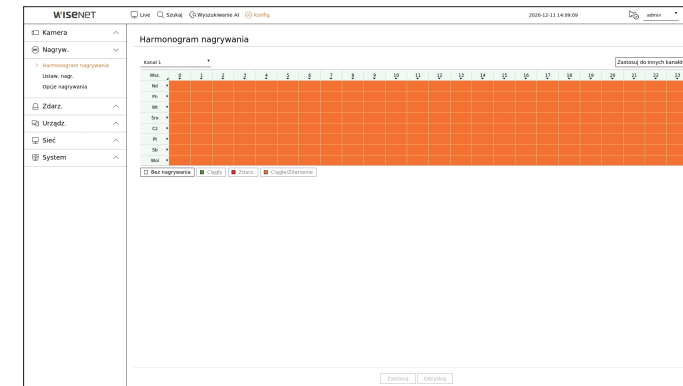 WISENET
Live Szukaj Wyszukiwanie AI Konfig 2020-12-11 14:09:09 admin
Kamera
Nagryw.
Harmonogram nagrywania
Ustaw. nagr.
Opcje nagrywania
Zdarz.
Urządz.
Sieć
System
Harmonogram nagrywania
Kanał 1 Zastosuj do innych kanałów
Wsz. 0 1 2 3 4 5 6 7 8 9 10 11 12 13 14 15 16 17 18 19 20 21 22 23
Nd
Pn
Wt
Śro
Cz
Pt
Sb
Wol
Bez nagrywania Ciągły Zdarz. Ciągłe/Zdarzenie
Zastosuj Odzyskaj